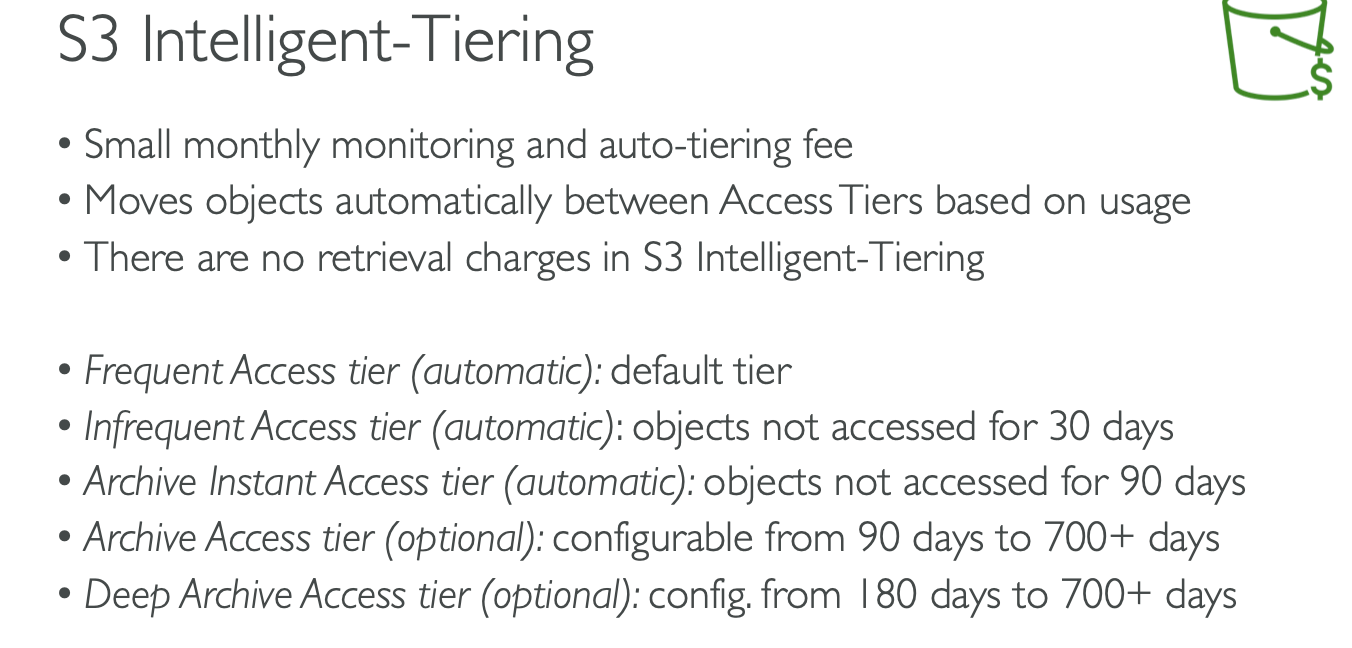 S3 Intelligent-Tiering
$
• Small monthly monitoring and auto-tiering fee
• Moves objects automatically between Access Tiers based on usage
• There are no retrieval charges in S3 Intelligent-Tiering
• Frequent Access tier (automatic): default tier
• Infrequent Access tier (automatic): objects not accessed for 30 days
• Archive Instant Access tier (automatic): objects not accessed for 90 days
• Archive Access tier (optional): configurable from 90 days to 700+ days
• Deep Archive Access tier (optional): config. from 180 days to 700+ days